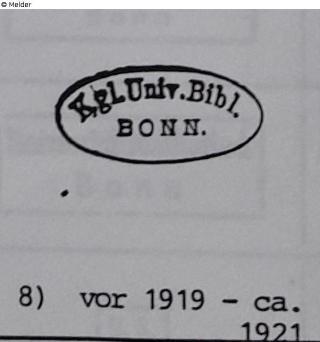 © Melder
Kgl. Univ. Bibl.
BONN.
8) vor 1919 - ca.
1921